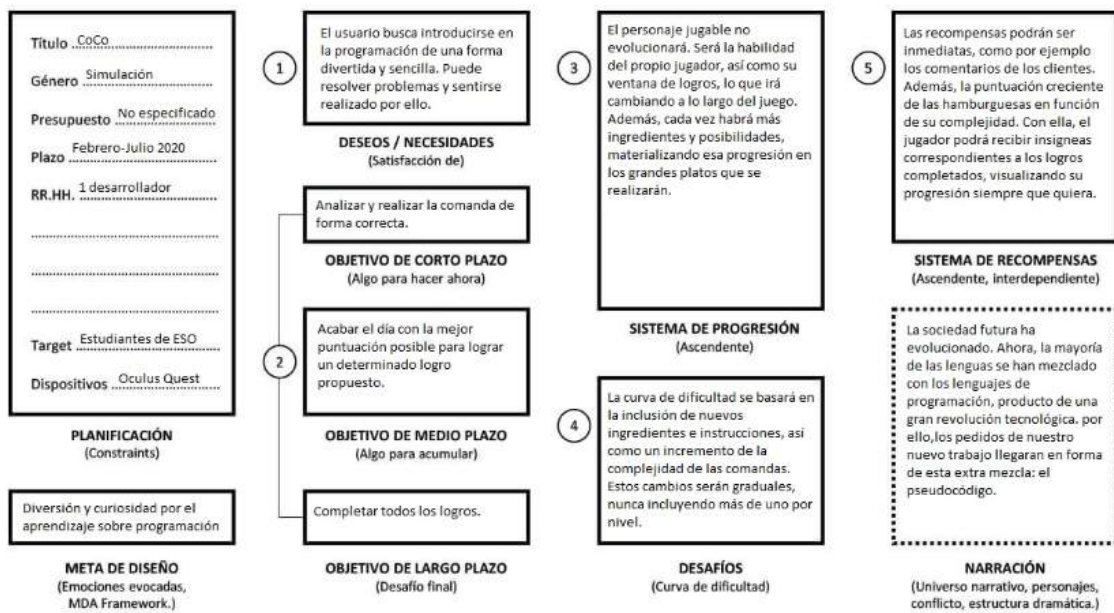 Título CoCo
Género Simulación
Presupuesto No especificado
Plazo Febrero-Julio 2020
RR.HH. 1 desarrollador
Target Estudiantes de ESO
Dispositivos Oculus Quest
PLANIFICACIÓN
(Constraints)
Diversión y curiosidad por el
aprendizaje sobre programación
META DE DISEÑO
(Emociones evocadas,
MDA Framework.)
1
El usuario busca introducirse en
la programación de una forma
divertida y sencilla. Puede
resolver problemas y sentirse
realizado por ello.
DESEOS / NECESIDADES
(Satisfacción de)
2
Analizar y realizar la comanda de
forma correcta.
OBJETIVO DE CORTO PLAZO
(Algo para hacer ahora)
Acabar el día con la mejor
puntuación posible para lograr
un determinado logro
propuesto.
OBJETIVO DE MEDIO PLAZO
(Algo para acumular)
Completar todos los logros.
OBJETIVO DE LARGO PLAZO
(Desafío final)
3
El personaje jugable no
evolucionará. Será la habilidad
del propio jugador, así como su
ventana de logros, lo que irá
cambiando a lo largo del juego.
Además, cada vez habrá más
ingredientes y posibilidades,
materializando esa progresión en
los grandes platos que se
realizarán.
SISTEMA DE PROGRESIÓN
(Ascendente)
4
La curva de dificultad se basará en
la inclusión de nuevos
ingredientes e instrucciones, así
como un incremento de la
complejidad de las comandas.
Estos cambios serán graduales,
nunca incluyendo más de uno por
nivel.
DESAFÍOS
(Curva de dificultad)
5
Las recompensas podrán ser
inmediatas, como por ejemplo
los comentarios de los clientes.
Además, la puntuación creciente
de las hamburguesas en función
de su complejidad. Con ella, el
jugador podrá recibir insigneas
correspondientes a los logros
completados, visualizando su
progresión siempre que quiera.
SISTEMA DE RECOMPENSAS
(Ascendente, interdependiente)
La sociedad futura ha
evolucionado. Ahora, la mayoría
de las lenguas se han mezclado
con los lenguajes de
programación, producto de una
gran revolución tecnológica. por
ello,los pedidos de nuestro
nuevo trabajo llegaran en forma
de esta extra mezcla: el
pseudocódigo.
NARRACIÓN
(Universo narrativo, personajes,
conflicto, estructura dramática.)